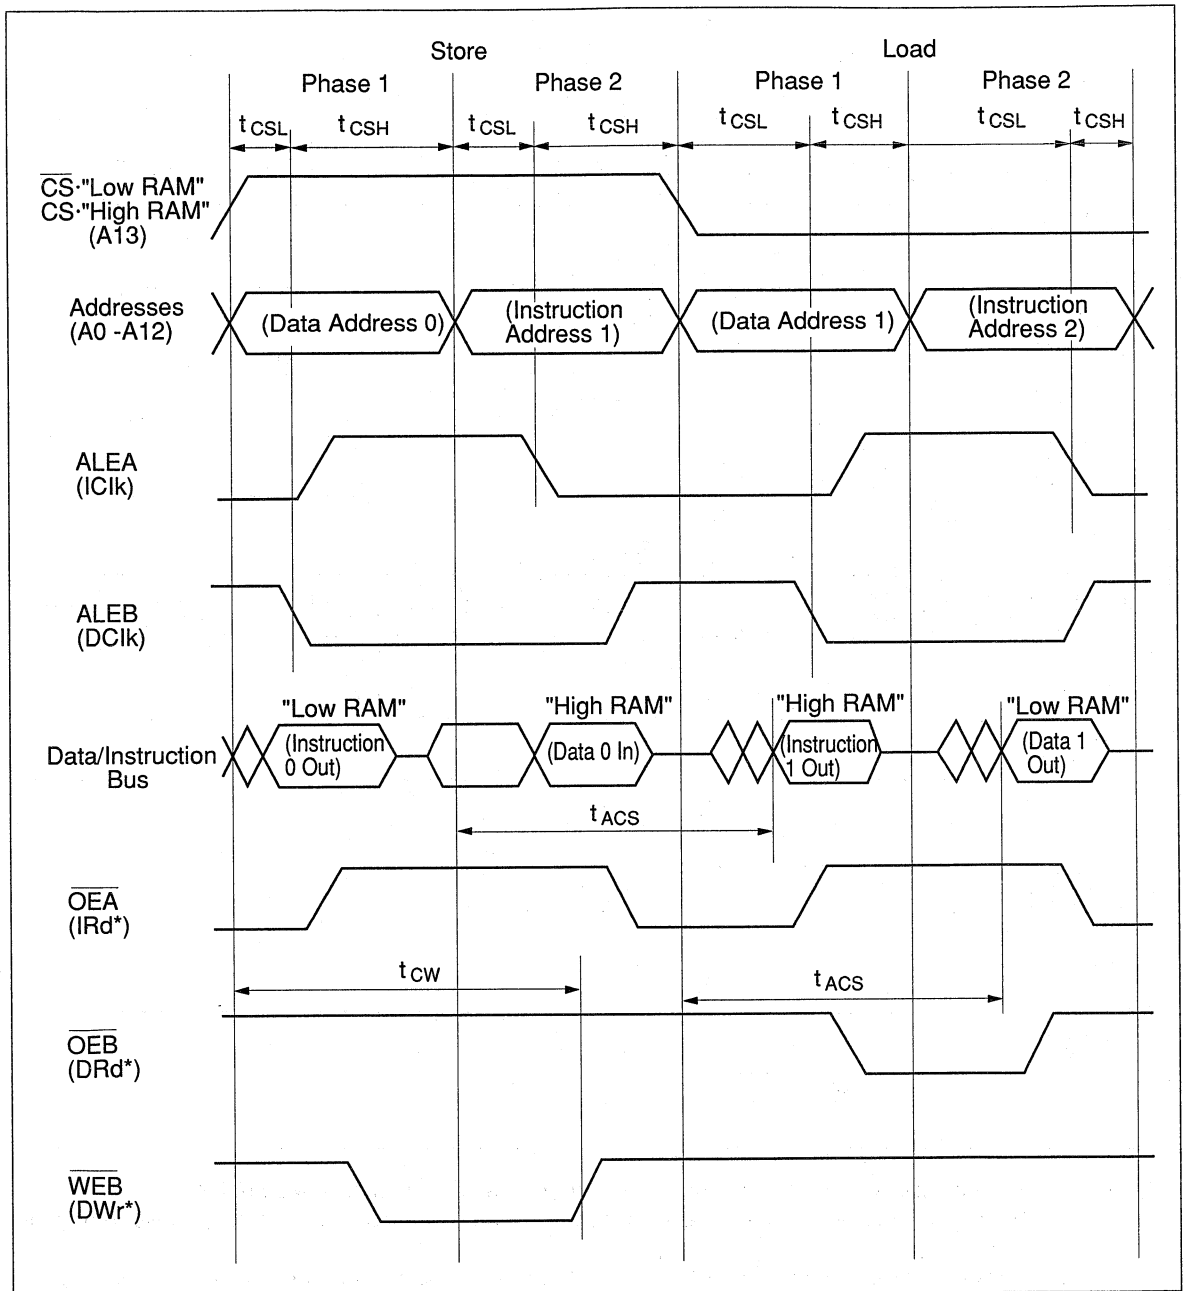 Store
Load
Phase 1
Phase 2
Phase 1
Phase 2
tCSL
tCSH
tCSL
tCSH
tCSL
tCSH
tCSL
tCSH
CS·"Low RAM"
CS·"High RAM"
(A13)
Addresses
(A0 -A12)
(Data Address 0)
(Instruction
Address 1)
(Data Address 1)
(Instruction
Address 2)
ALEA
(IClk)
ALEB
(DClk)
"Low RAM"
"High RAM"
"High RAM"
"Low RAM"
Data/Instruction
Bus
(Instruction
0 Out)
(Data 0 In)
(Instruction
1 Out)
(Data 1
Out)
tACS
OEA
(IRd*)
tCW
tACS
OEB
(DRd*)
WEB
(DWr*)